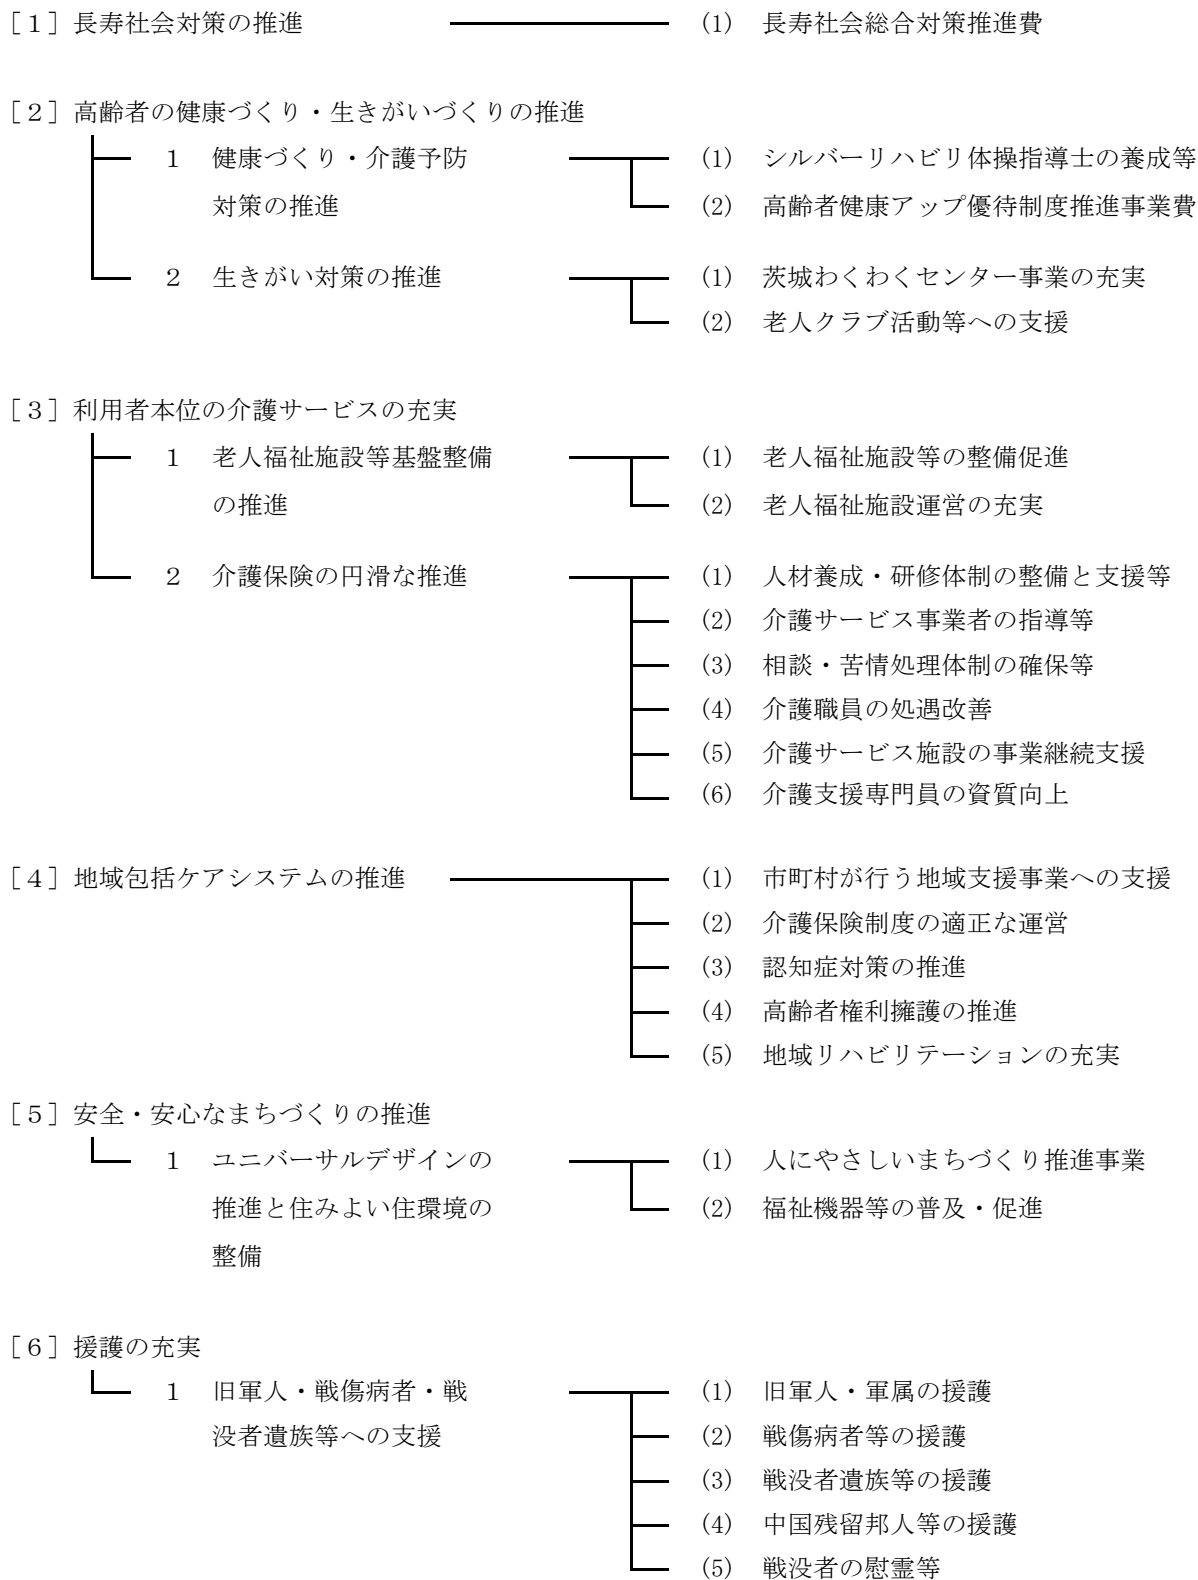 ［１］長寿社会対策の推進 (1) 長寿社会総合対策推進費
［２］高齢者の健康づくり・生きがいづくりの推進
１ 健康づくり・介護予防 (1) シルバーリハビリ体操指導士の養成等
対策の推進 (2) 高齢者健康アップ優待制度推進事業費
２ 生きがい対策の推進 (1) 茨城わくわくセンター事業の充実
(2) 老人クラブ活動等への支援
［３］利用者本位の介護サービスの充実
１ 老人福祉施設等基盤整備 (1) 老人福祉施設等の整備促進
の推進 (2) 老人福祉施設運営の充実
２ 介護保険の円滑な推進 (1) 人材養成・研修体制の整備と支援等
(2) 介護サービス事業者の指導等
(3) 相談・苦情処理体制の確保等
(4) 介護職員の処遇改善
(5) 介護サービス施設の事業継続支援
(6) 介護支援専門員の資質向上
［４］地域包括ケアシステムの推進 (1) 市町村が行う地域支援事業への支援
(2) 介護保険制度の適正な運営
(3) 認知症対策の推進
(4) 高齢者権利擁護の推進
(5) 地域リハビリテーションの充実
［５］安全・安心なまちづくりの推進
１ ユニバーサルデザインの (1) 人にやさしいまちづくり推進事業
推進と住みよい住環境の (2) 福祉機器等の普及・促進
整備
［６］援護の充実
１ 旧軍人・戦傷病者・戦 (1) 旧軍人・軍属の援護
没者遺族等への支援 (2) 戦傷病者等の援護
(3) 戦没者遺族等の援護
(4) 中国残留邦人等の援護
(5) 戦没者の慰霊等